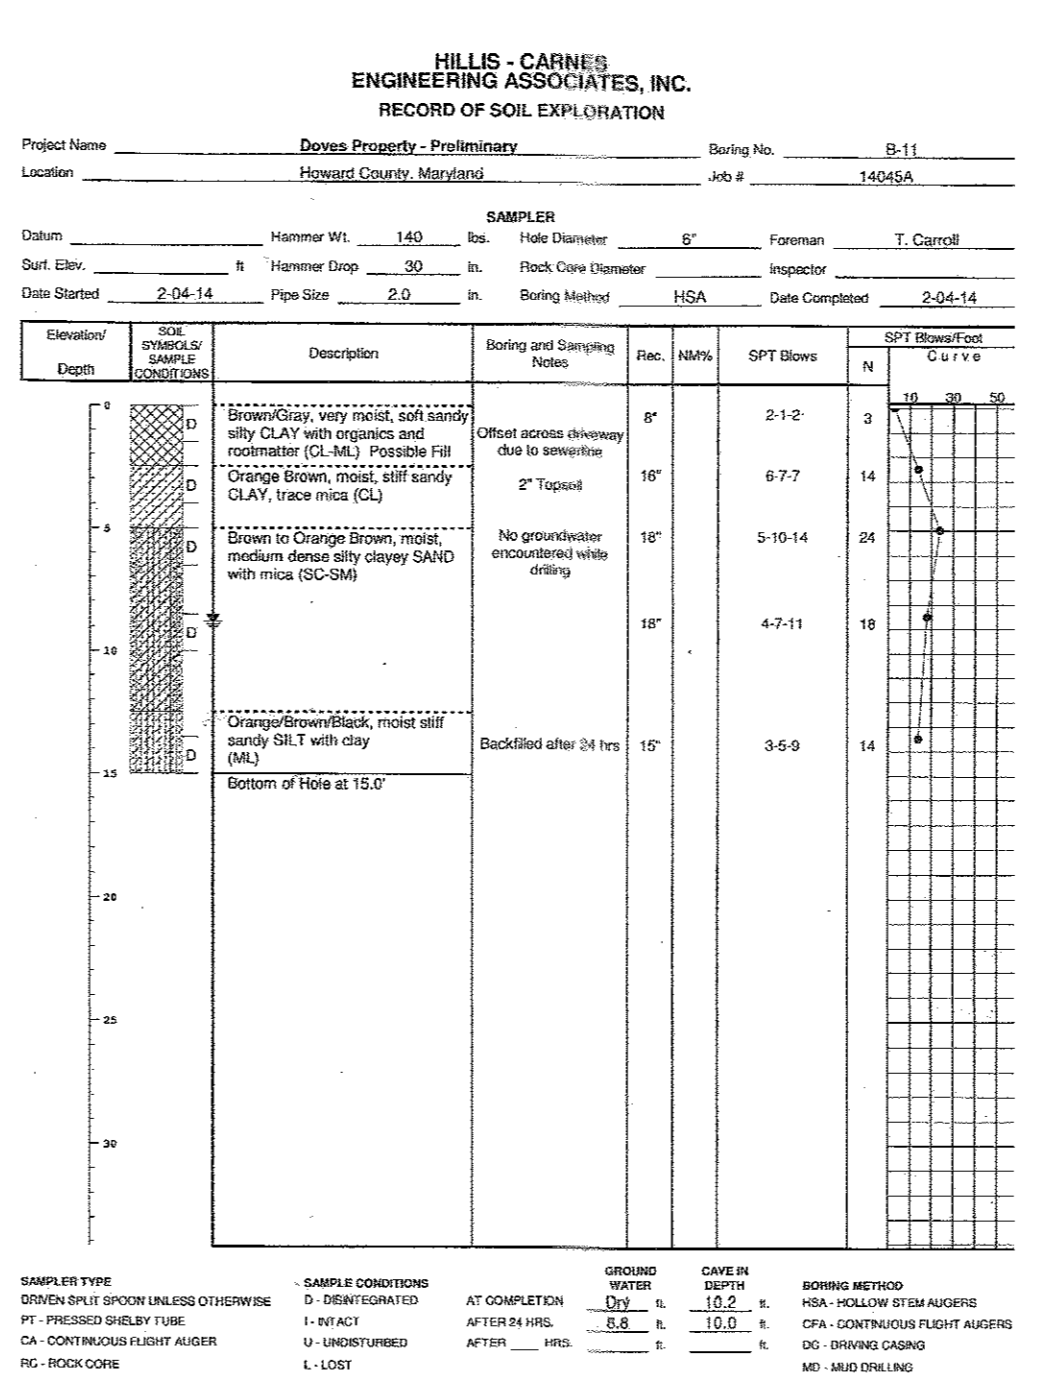 HILLIS - CARNES
ENGINEERING ASSOCIATES, INC.
RECORD OF SOIL EXPLORATION
Project Name Doves Property - Preliminary Boring No. B-11
Location Howard County, Maryland Job # 14045A
SAMPLER
Datum Hammer Wt. 140 lbs. Hole Diameter 6" Foreman T. Carroll
Surf. Elev. ft Hammer Drop 30 in. Rock Core Diameter Inspector
Date Started 2-04-14 Pipe Size 2.0 in. Boring Method HSA Date Completed 2-04-14
Elevation/
Depth
SOIL
SYMBOLS/
SAMPLE
CONDITIONS
Description
Boring and Sampling
Notes
Rec.
NM%
SPT Blows
SPT Blows/Foot
N
Curve
10 30 50
0
D
Brown/Gray, very moist, soft sandy
silty CLAY with organics and
rootmatter (CL-ML) Possible Fill
Offset across driveway
due to sewerline
8"
2-1-2
3
D
Orange Brown, moist, stiff sandy
CLAY, trace mica (CL)
2" Topsoil
16"
6-7-7
14
5
D
Brown to Orange Brown, moist,
medium dense silty clayey SAND
with mica (SC-SM)
No groundwater
encountered while
drilling
18"
5-10-14
24
D
18"
4-7-11
18
10
Orange/Brown/Black, moist stiff
sandy SILT with clay
(ML)
D
Backfilled after 24 hrs
15"
3-5-9
14
15
Bottom of Hole at 15.0'
20
25
30
SAMPLER TYPE
DRIVEN SPLIT SPOON UNLESS OTHERWISE
PT - PRESSED SHELBY TUBE
CA - CONTINUOUS FLIGHT AUGER
RC - ROCK CORE
SAMPLE CONDITIONS
D - DISINTEGRATED
I - INTACT
U - UNDISTURBED
L - LOST
GROUND
WATER
CAVE IN
DEPTH
AT COMPLETION Dry ft. 10.2 ft.
AFTER 24 HRS. 8.8 ft. 10.0 ft.
AFTER HRS. ft. ft.
BORING METHOD
HSA - HOLLOW STEM AUGERS
CFA - CONTINUOUS FLIGHT AUGERS
DC - DRIVING CASING
MD - MUD DRILLING